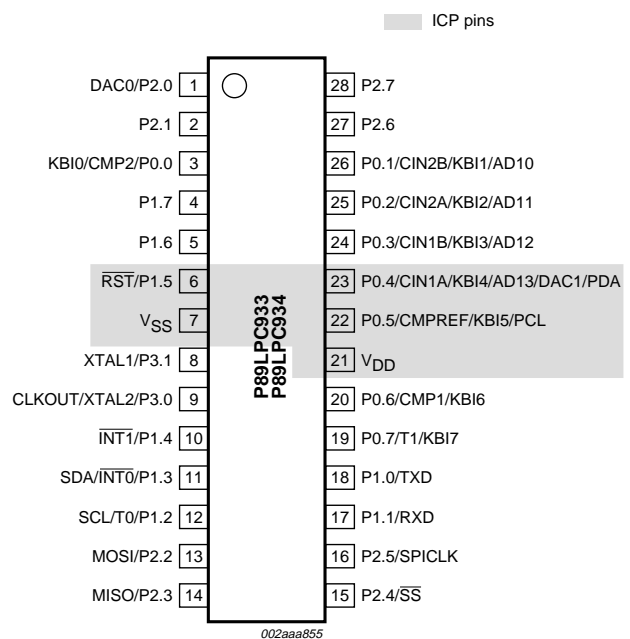 ICP pins
DAC0/P2.0 1 28 P2.7
P2.1 2 27 P2.6
KBI0/CMP2/P0.0 3 26 P0.1/CIN2B/KBI1/AD10
P1.7 4 25 P0.2/CIN2A/KBI2/AD11
P1.6 5 24 P0.3/CIN1B/KBI3/AD12
R̅S̅T̅/P1.5 6 23 P0.4/CIN1A/KBI4/AD13/DAC1/PDA
VSS 7 22 P0.5/CMPREF/KBI5/PCL
XTAL1/P3.1 8 21 VDD
CLKOUT/XTAL2/P3.0 9 20 P0.6/CMP1/KBI6
I̅N̅T̅1̅/P1.4 10 19 P0.7/T1/KBI7
SDA/I̅N̅T̅0̅/P1.3 11 18 P1.0/TXD
SCL/T0/P1.2 12 17 P1.1/RXD
MOSI/P2.2 13 16 P2.5/SPICLK
MISO/P2.3 14 15 P2.4/S̅S̅
P89LPC933
P89LPC934
002aaa855